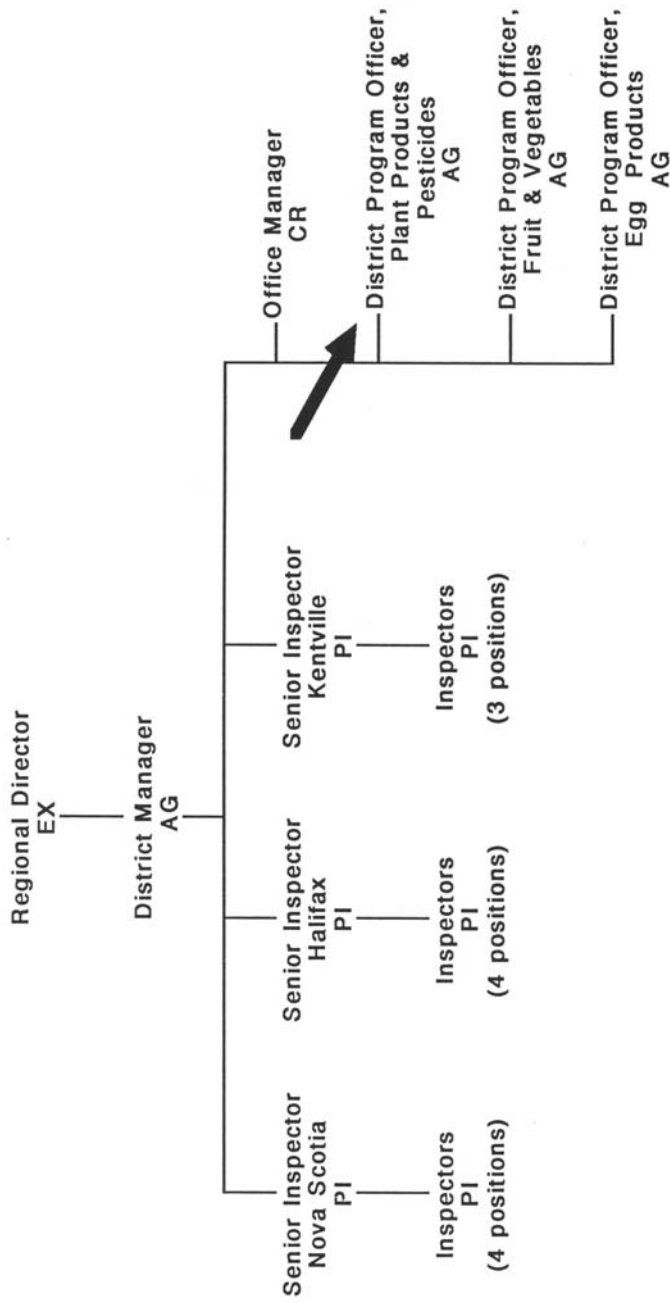 Regional Director
EX
District Manager
AG
Senior Inspector
Nova Scotia
PI
Inspectors
PI
(4 positions)
Senior Inspector
Halifax
PI
Inspectors
PI
(4 positions)
Senior Inspector
Kentville
PI
Inspectors
PI
(3 positions)
Office Manager
CR
District Program Officer,
Plant Products &
Pesticides
AG
District Program Officer,
Fruit & Vegetables
AG
District Program Officer,
Egg Products
AG